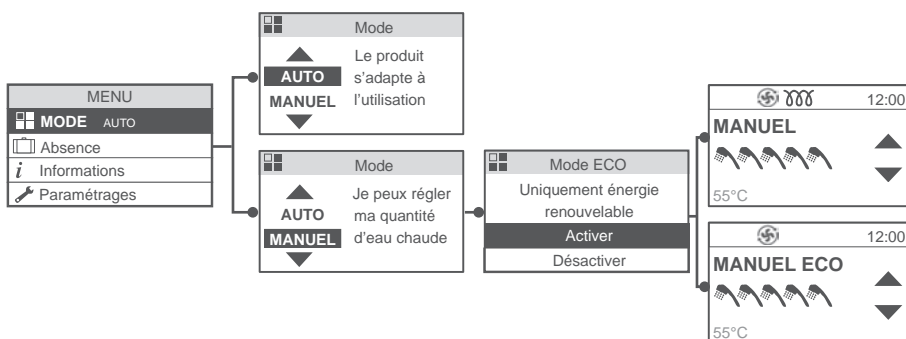 MENU
MODE AUTO
Absence
i Informations
Paramétrages
Mode
AUTO
MANUEL
Le produit
s'adapte à
l'utilisation
Mode
AUTO
MANUEL
Je peux régler
ma quantité
d'eau chaude
Mode ECO
Uniquement énergie
renouvelable
Activer
Désactiver
12:00
MANUEL
55°C
12:00
MANUEL ECO
55°C